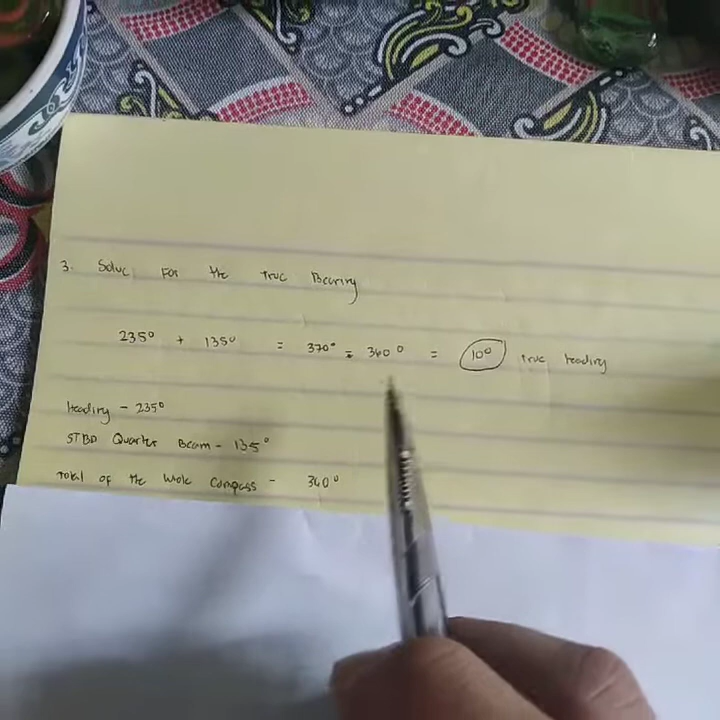 3. Solve For the True Bearing
235° + 135° = 370° = 360° = 10° True Heading
Heading - 235°
STBD Quarter Beam - 135°
Total of the Whole Compass - 360°